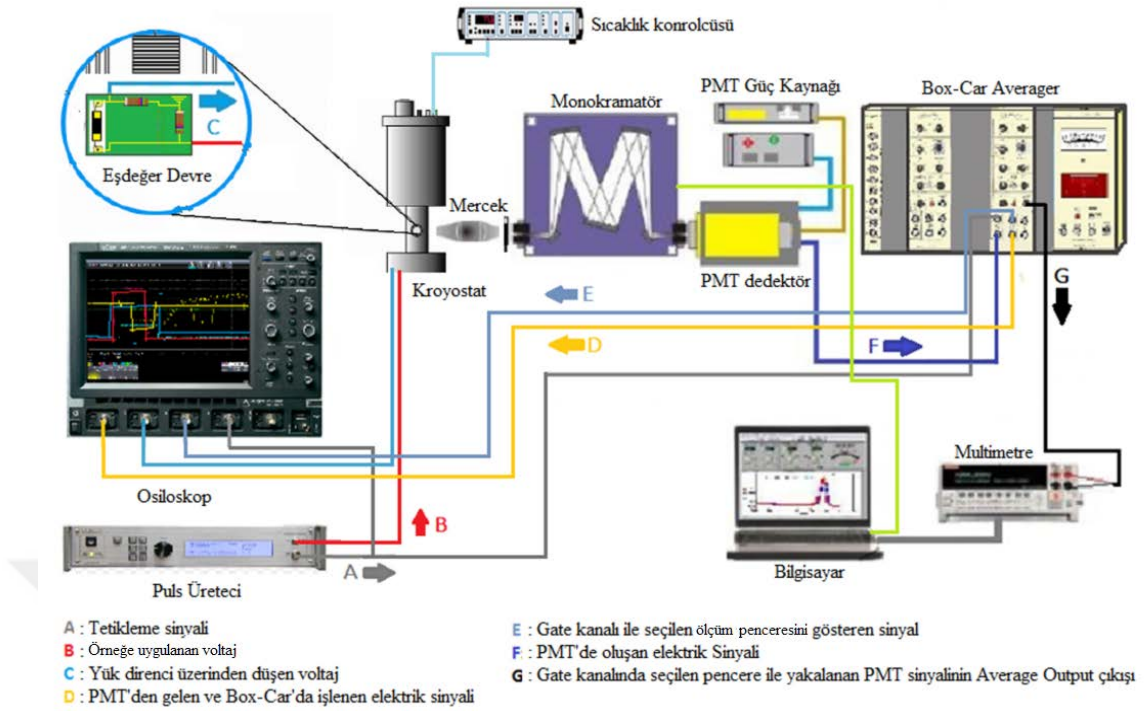 Sıcaklık konrolcüsü
PMT Güç Kaynağı
Box-Car Averager
Monokramatör
C
Eşdeğer Devre
Mercek
Kroyostat
PMT dedektör
G
E
D
F
Osiloskop
Multimetre
B
A
Puls Üreteci
Bilgisayar
A : Tetikleme sinyali
B : Örneğe uygulanan voltaj
C : Yük direnci üzerinden düşen voltaj
D : PMT'den gelen ve Box-Car'da işlenen elektrik sinyali
E : Gate kanalı ile seçilen ölçüm penceresini gösteren sinyal
F : PMT'de oluşan elektrik Sinyali
G : Gate kanalında seçilen pencere ile yakalanan PMT sinyalinin Average Output çıkışı